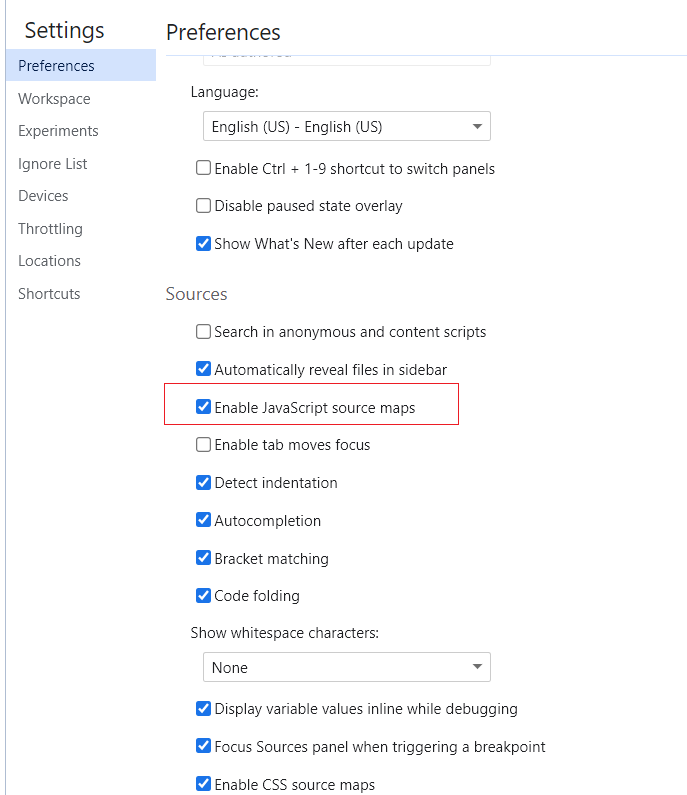 Settings
Preferences
Workspace
Experiments
Ignore List
Devices
Throttling
Locations
Shortcuts
Preferences
Language:
English (US) - English (US)
Enable Ctrl + 1-9 shortcut to switch panels
Disable paused state overlay
Show What's New after each update
Sources
Search in anonymous and content scripts
Automatically reveal files in sidebar
Enable JavaScript source maps
Enable tab moves focus
Detect indentation
Autocompletion
Bracket matching
Code folding
Show whitespace characters:
None
Display variable values inline while debugging
Focus Sources panel when triggering a breakpoint
Enable CSS source maps